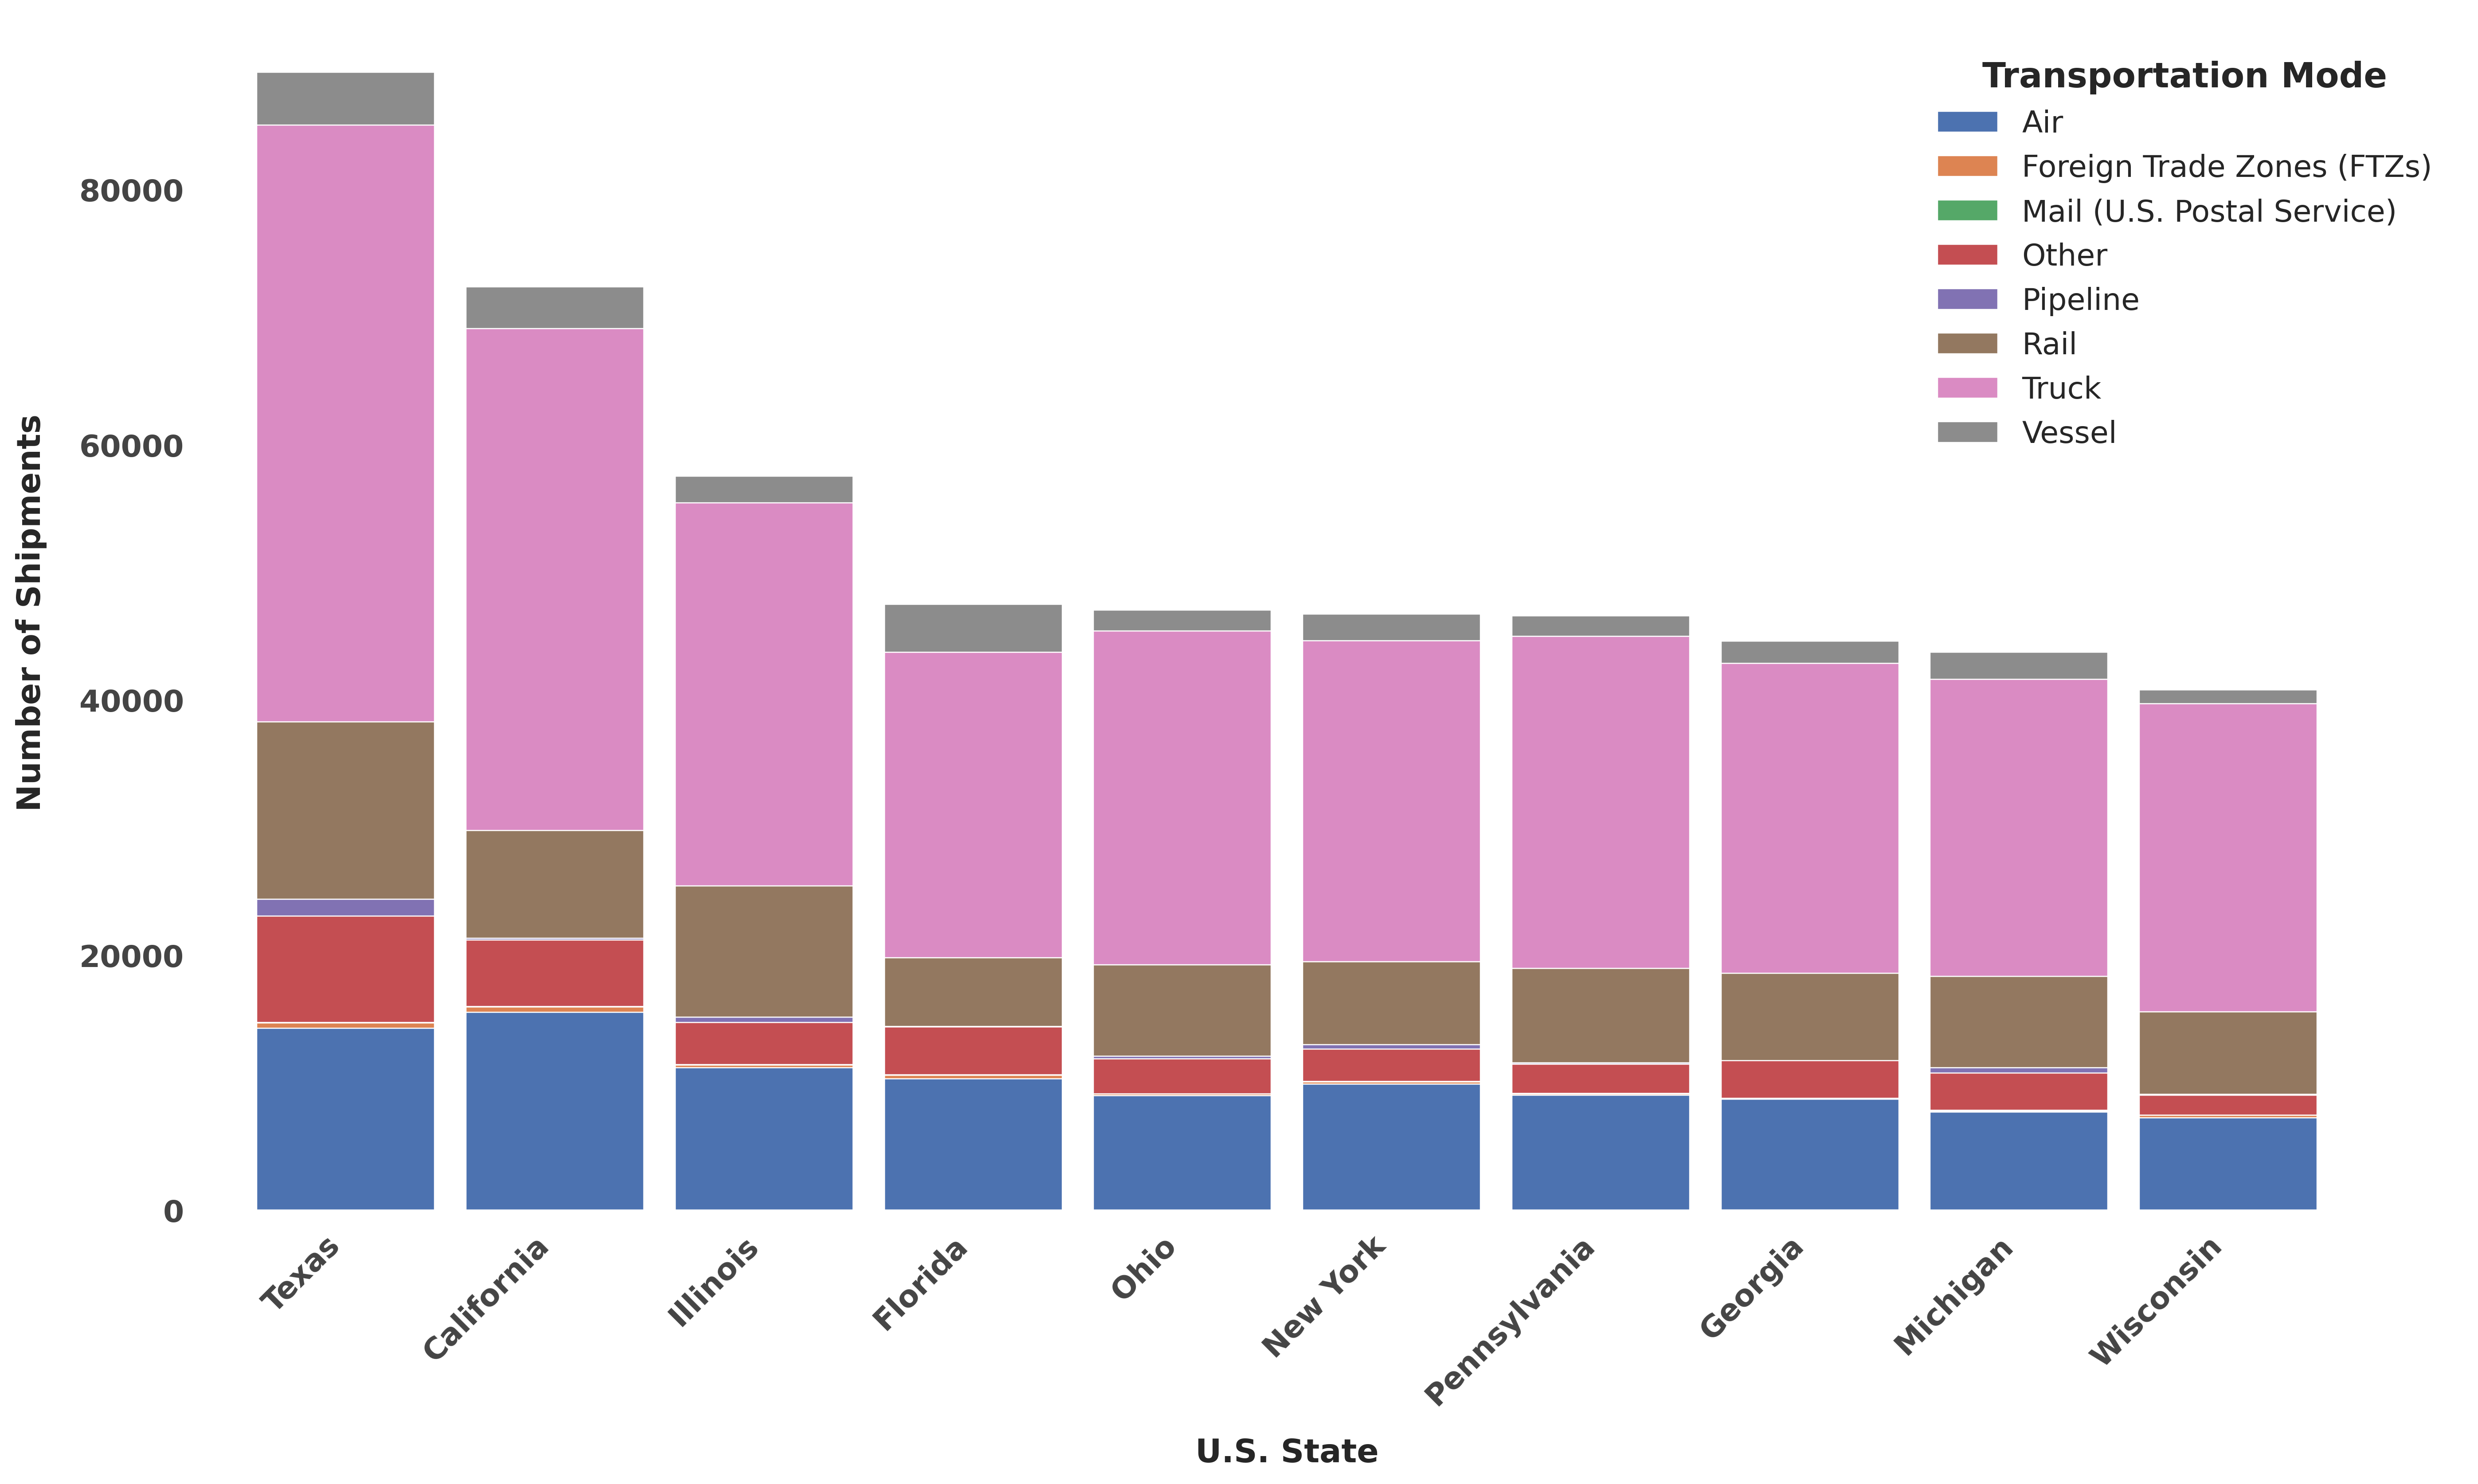 Transportation Mode
Air
Foreign Trade Zones (FTZs)
Mail (U.S. Postal Service)
Other
Pipeline
Rail
Truck
Vessel
Number of Shipments
80000
60000
40000
20000
0
Texas
California
Illinois
Florida
Ohio
New York
Pennsylvania
Georgia
Michigan
Wisconsin
U.S. State